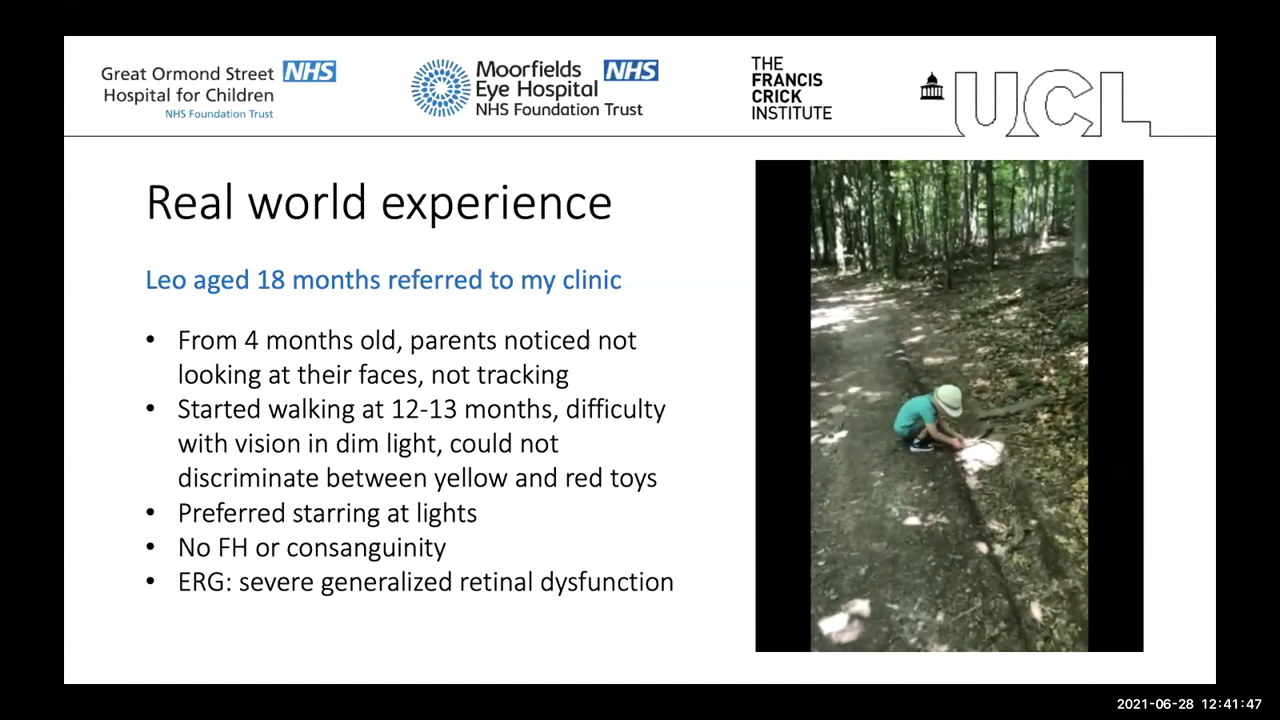 Great Ormond Street NHS
Hospital for Children
NHS Foundation Trust
Moorfields NHS
Eye Hospital
NHS Foundation Trust
THE
FRANCIS
CRICK
INSTITUTE
UCL
Real world experience
Leo aged 18 months referred to my clinic
• From 4 months old, parents noticed not
looking at their faces, not tracking
• Started walking at 12-13 months, difficulty
with vision in dim light, could not
discriminate between yellow and red toys
• Preferred starring at lights
• No FH or consanguinity
• ERG: severe generalized retinal dysfunction
2021-06-28 12:41:47